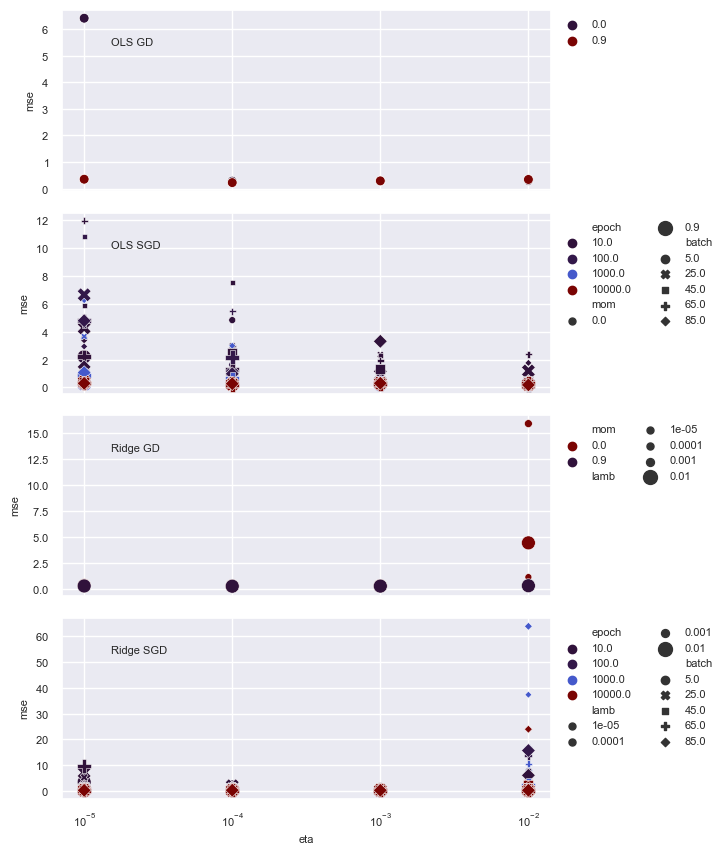 6
5
4
3
2
1
0
mse
OLS GD
0.0
0.9
12
10
8
6
4
2
0
mse
OLS SGD
epoch
10.0
100.0
1000.0
10000.0
mom
0.0
0.9
batch
5.0
25.0
45.0
65.0
85.0
15.0
12.5
10.0
7.5
5.0
2.5
0.0
mse
Ridge GD
mom
0.0
0.9
lamb
1e-05
0.0001
0.001
0.01
60
50
40
30
20
10
0
mse
Ridge SGD
epoch
10.0
100.0
1000.0
10000.0
lamb
1e-05
0.0001
0.001
0.01
batch
5.0
25.0
45.0
65.0
85.0
10⁻⁵ 10⁻⁴ 10⁻³ 10⁻²
eta